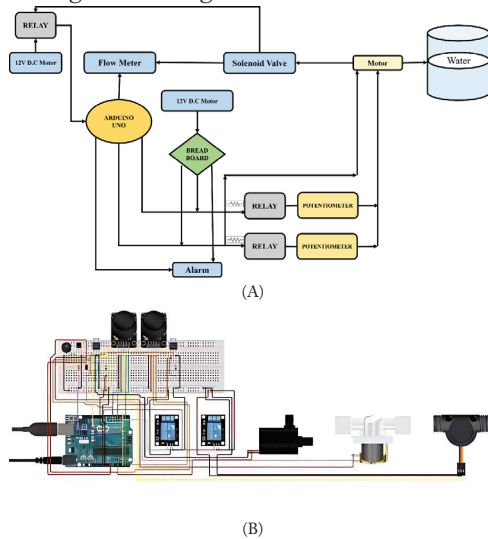 RELAY
12V D.C Motor
Flow Meter
Solenoid Valve
Motor
Water
ARDUINO
UNO
12V D.C Motor
BREAD
BOARD
RELAY
POTENTIOMETER
RELAY
POTENTIOMETER
Alarm
(A)
(B)